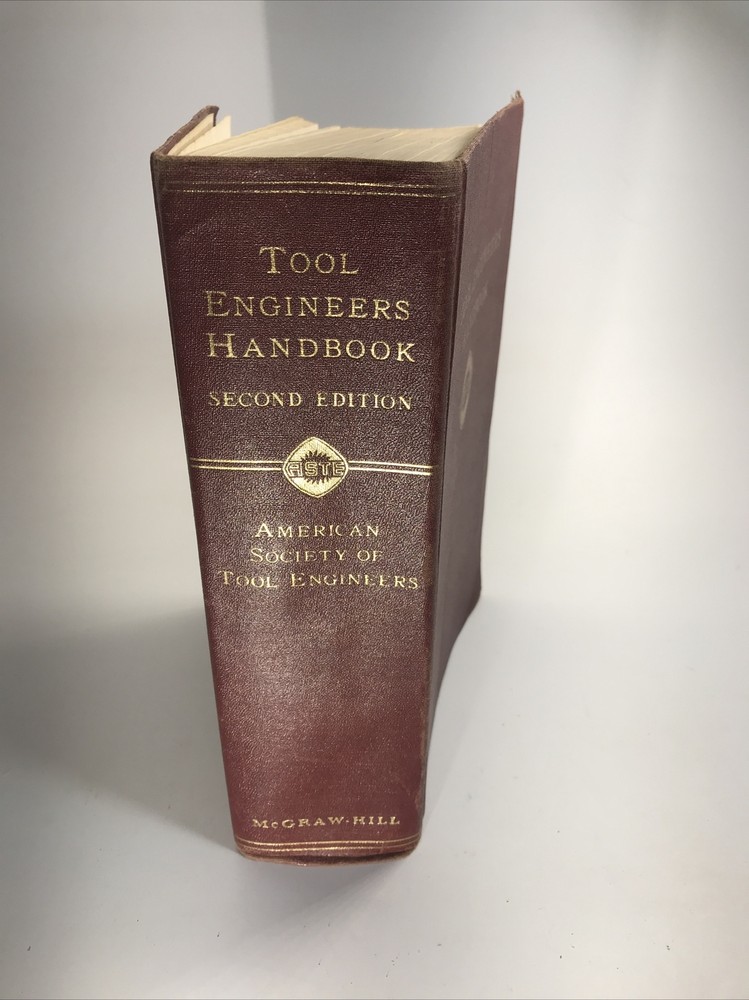 TOOL
ENGINEERS
HANDBOOK
SECOND EDITION
ASTE
AMERICAN
SOCIETY OF
TOOL ENGINEERS
McGRAW-HILL